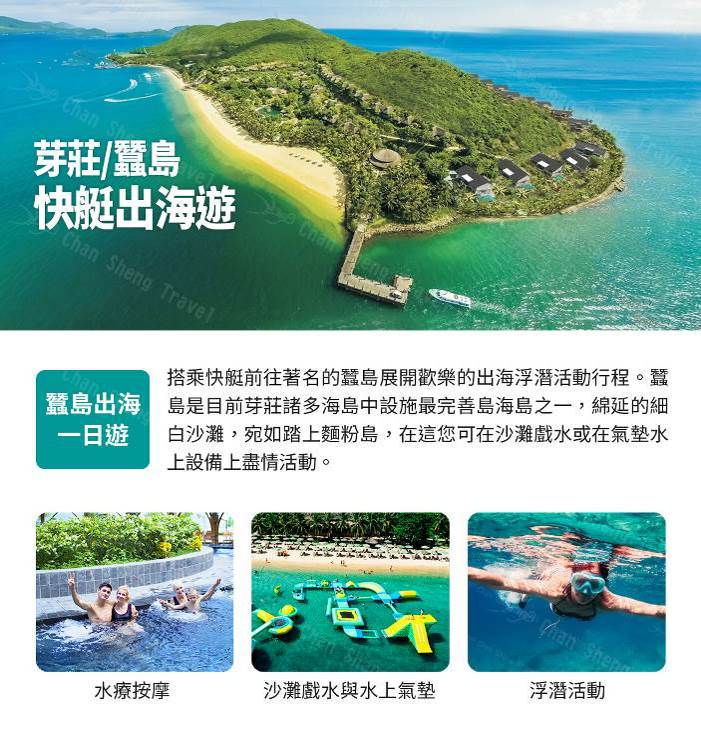 芽莊/蠶島
快艇出海遊
Chan Sheng Travel
蠶島出海
一日遊
搭乘快艇前往著名的蠶島展開歡樂的出海浮潛活動行程。蠶
島是目前芽莊諸多海島中設施最完善島海島之一，綿延的細
白沙灘，宛如踏上麵粉島，在這您可在沙灘戲水或在氣墊水
上設備上盡情活動。
水療按摩
沙灘戲水與水上氣墊
浮潛活動